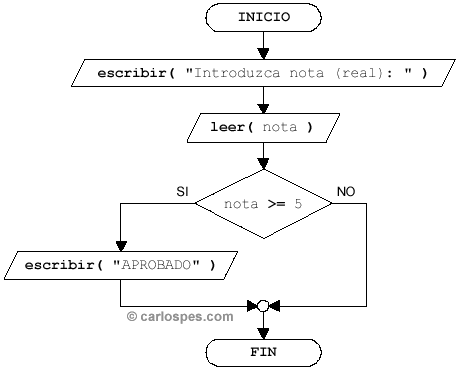 INICIO
escribir( "Introduzca nota (real): " )
leer( nota )
SI
NO
nota >= 5
escribir( "APROBADO" )
© carlospes.com
FIN